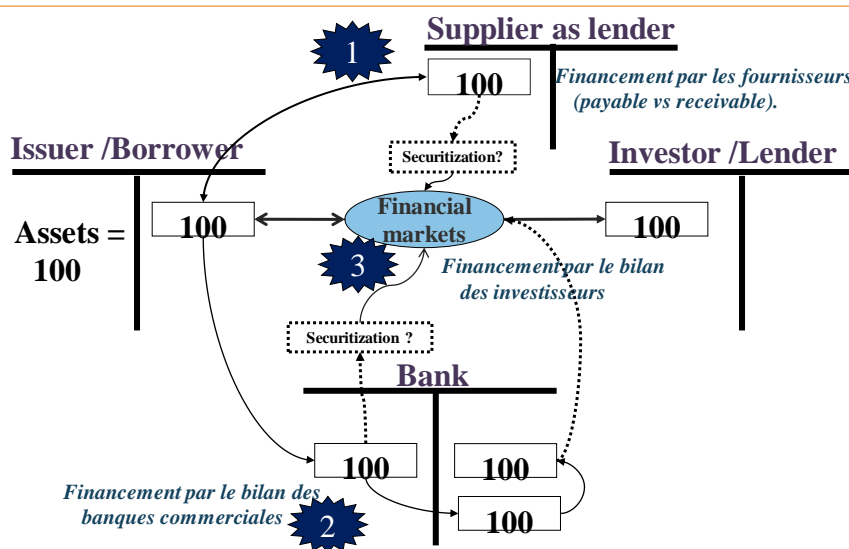 Supplier as lender
1
100
Financement par les fournisseurs
(payable vs receivable).
Securitization?
Issuer /Borrower
Investor /Lender
Assets =
100
100
Financial
markets
100
3
Financement par le bilan
des investisseurs
Securitization ?
Bank
100
100
100
Financement par le bilan des
banques commerciales
2